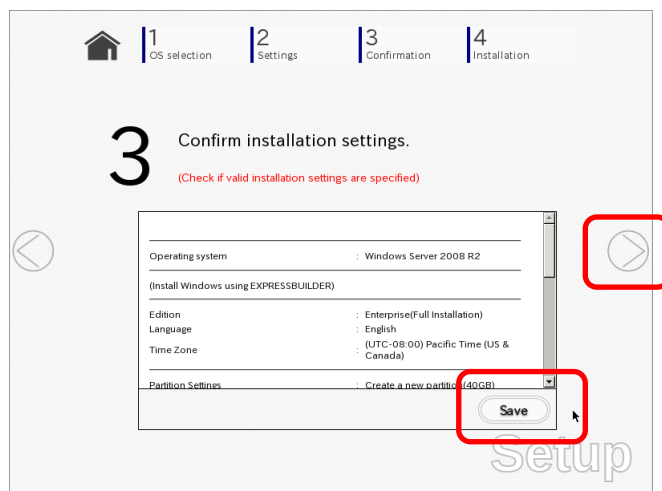 1
OS selection
2
Settings
3
Confirmation
4
Installation
3
Confirm installation settings.
(Check if valid installation settings are specified)
Operating system : Windows Server 2008 R2
(Install Windows using EXPRESSBUILDER)
Edition : Enterprise(Full Installation)
Language : English
Time Zone : (UTC-08:00) Pacific Time (US &
Canada)
Partition Settings : Create a new partition(40GB)
Save
Setup